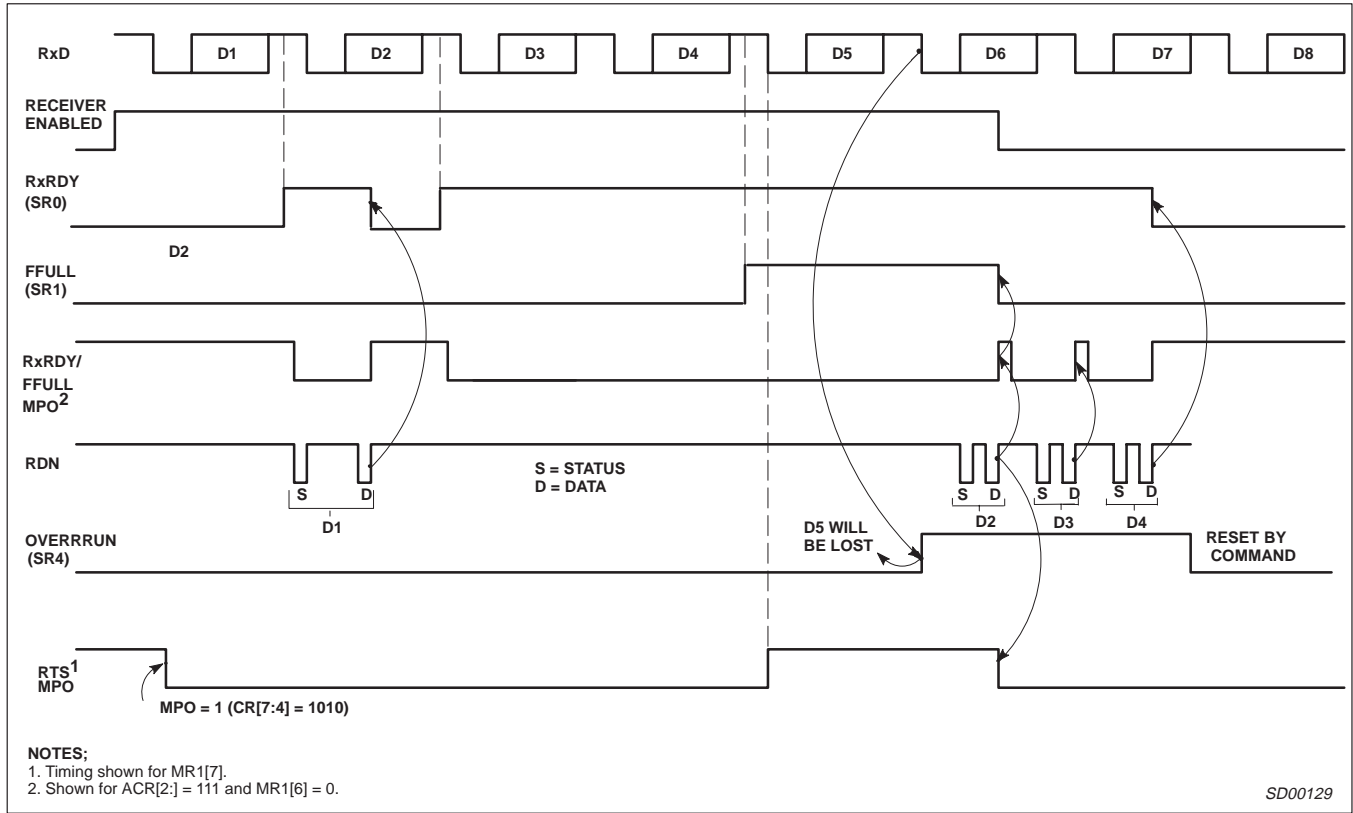 RxD
D1
D2
D3
D4
D5
D6
D7
D8
RECEIVER
ENABLED
RxRDY
(SR0)
D2
FFULL
(SR1)
RxRDY/
FFULL
MPO2
RDN
S
D
D1
S = STATUS
D = DATA
S
D
D2
S
D
D3
S
D
D4
OVERRRUN
(SR4)
D5 WILL
BE LOST
RESET BY
COMMAND
RTS1
MPO
MPO = 1 (CR[7:4] = 1010)
NOTES;
1. Timing shown for MR1[7].
2. Shown for ACR[2:] = 111 and MR1[6] = 0.
SD00129